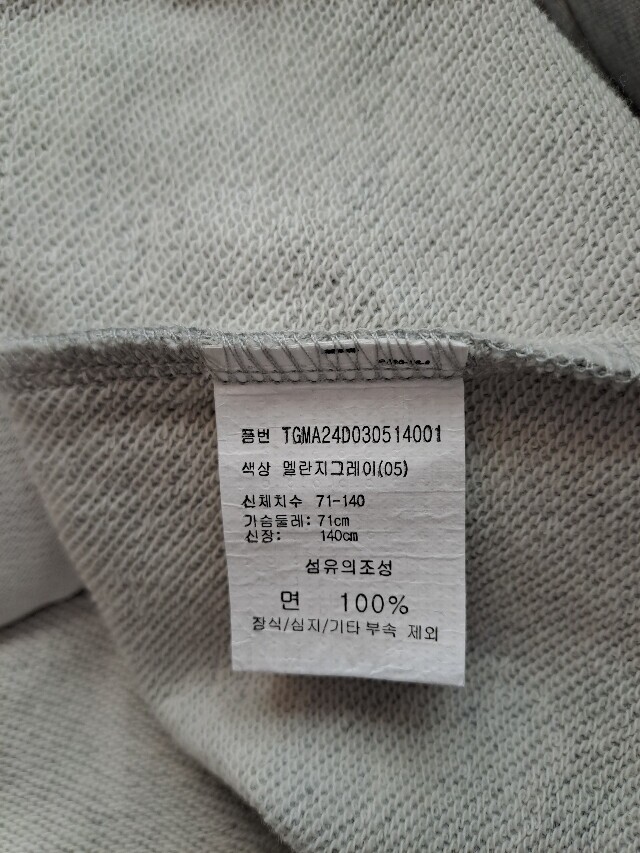 품번 TGMA24D030514001
색상 멜란지그레이(05)
신체치수 71-140
가슴둘레: 71cm
신장: 140cm
섬유의조성
면 100%
장식/심지/기타 부속 제외